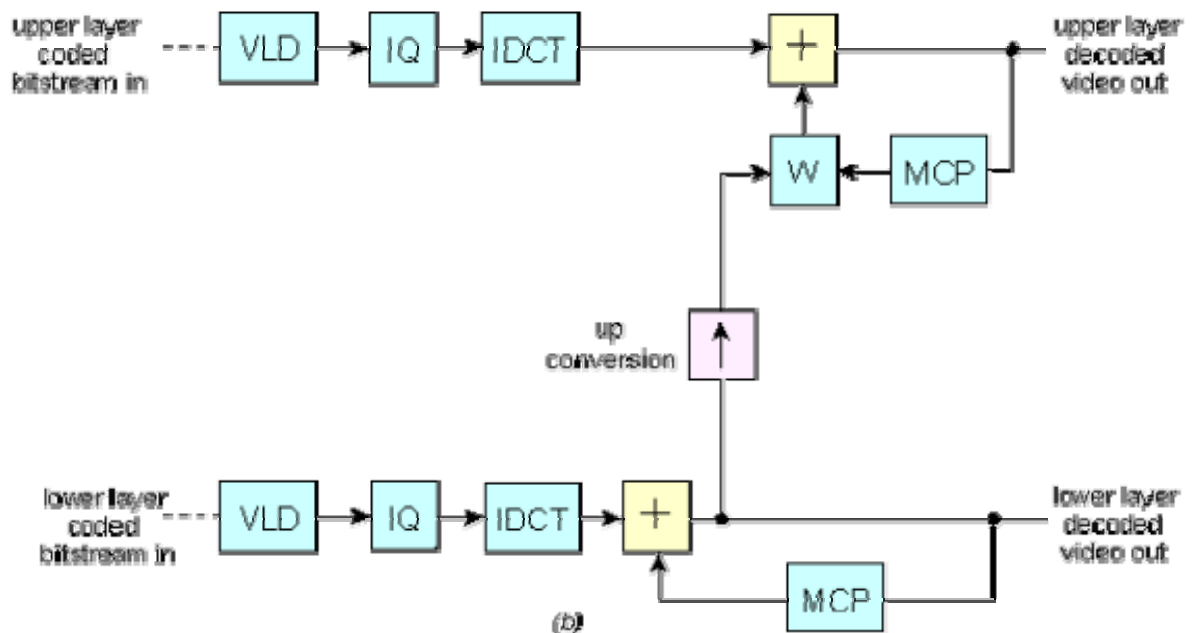 upper layer
coded
bitstream in
VLD
IQ
IDCT
+
upper layer
decoded
video out
W
MCP
up
conversion
lower layer
coded
bitstream in
VLD
IQ
IDCT
+
lower layer
decoded
video out
MCP
(b)